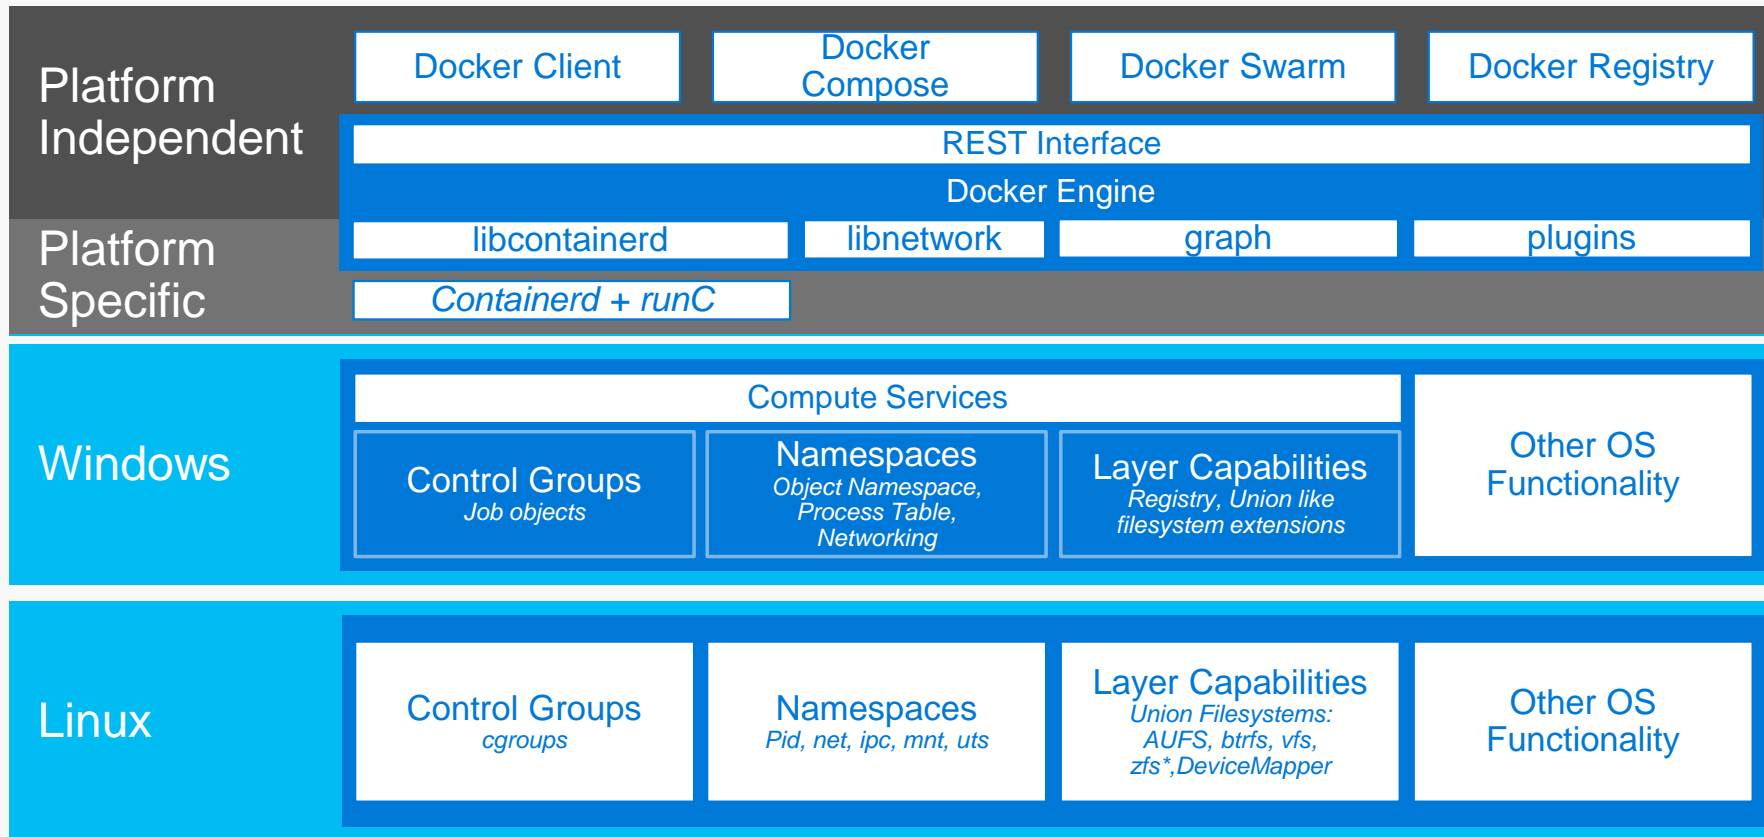 Platform
Independent
Docker Client
Docker
Compose
Docker Swarm
Docker Registry
REST Interface
Docker Engine
Platform
Specific
libcontainerd
libnetwork
graph
plugins
Containerd + runC
Windows
Compute Services
Control Groups
Job objects
Namespaces
Object Namespace,
Process Table,
Networking
Layer Capabilities
Registry, Union like
filesystem extensions
Other OS
Functionality
Linux
Control Groups
cgroups
Namespaces
Pid, net, ipc, mnt, uts
Layer Capabilities
Union Filesystems:
AUFS, btrfs, vfs,
zfs*,DeviceMapper
Other OS
Functionality